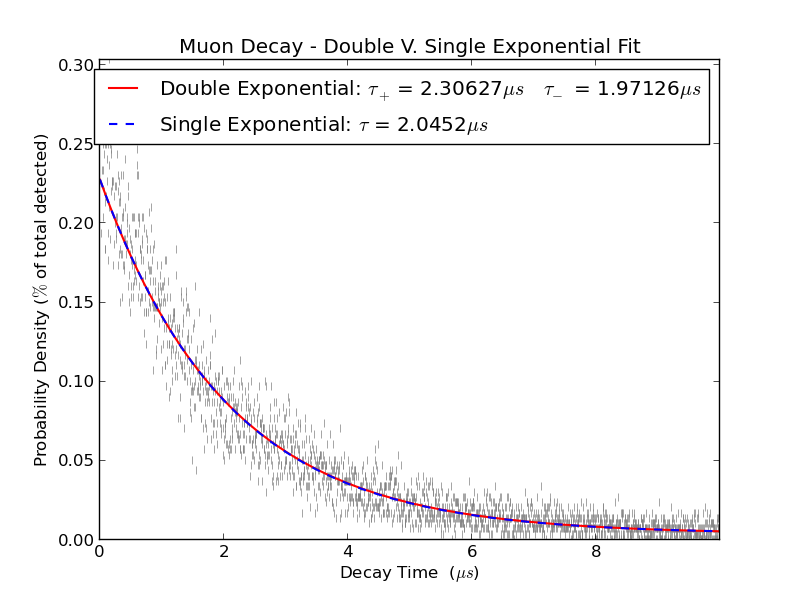 Muon Decay - Double V. Single Exponential Fit
Double Exponential: τ₊ = 2.30627μs τ₋ = 1.97126μs
Single Exponential: τ = 2.0452μs
Probability Density (% of total detected)
0.30
0.25
0.20
0.15
0.10
0.05
0.00
0 2 4 6 8
Decay Time (μs)